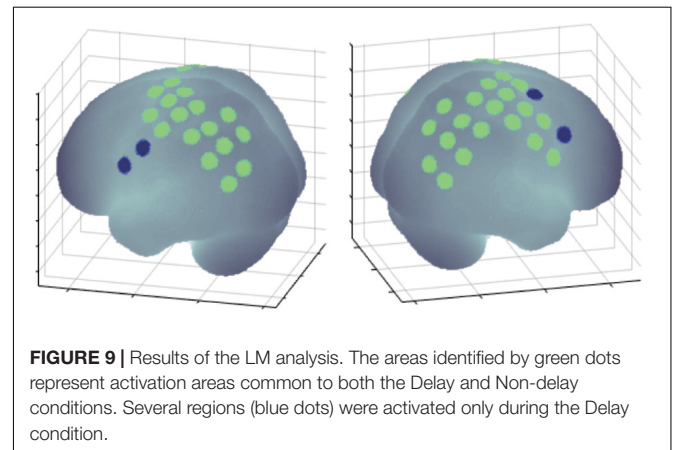 FIGURE 9 | Results of the LM analysis. The areas identified by green dots
represent activation areas common to both the Delay and Non-delay
conditions. Several regions (blue dots) were activated only during the Delay
condition.